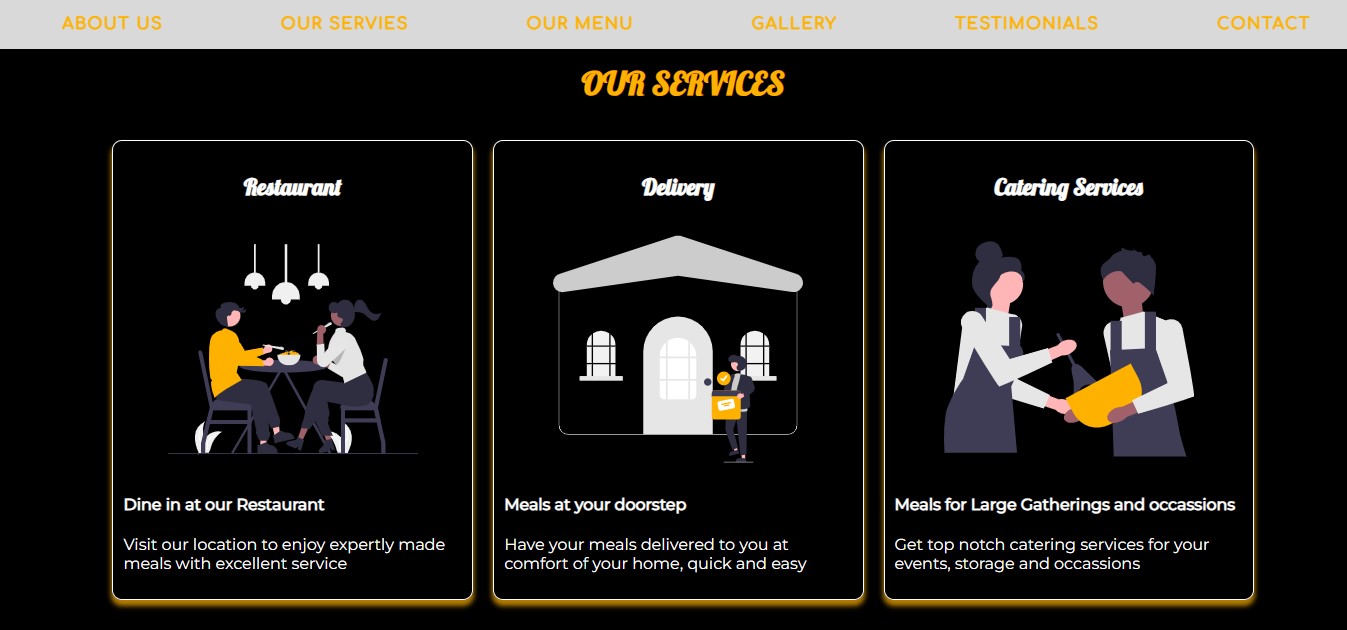 ABOUT US OUR SERVIES OUR MENU GALLERY TESTIMONIALS CONTACT
OUR SERVICES
Restaurant
Dine in at our Restaurant
Visit our location to enjoy expertly made
meals with excellent service
Delivery
Meals at your doorstep
Have your meals delivered to you at
comfort of your home, quick and easy
Catering Services
Meals for Large Gatherings and occassions
Get top notch catering services for your
events, storage and occassions